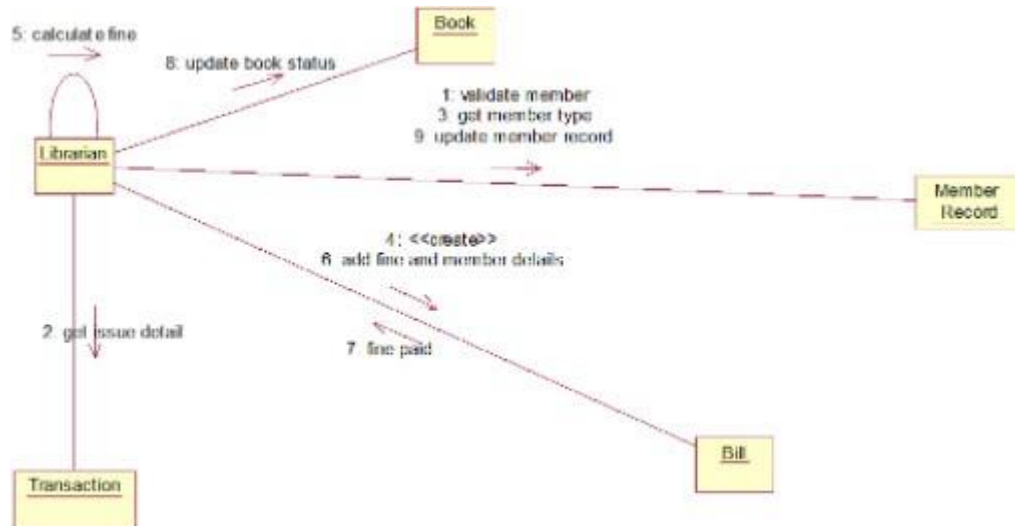 Book
5: calculate fine
8: update book status
1: validate member
3: get member type
9: update member record
Librarian
Member
Record
4: <<create>>
6: add fine and member details
2: get issue detail
7: fine paid
Bill
Transaction